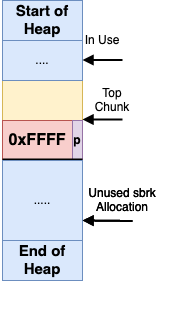 Start of
Heap
In Use
....
Top
Chunk
0xFFFF
p
.....
Unused sbrk
Allocation
End of
Heap